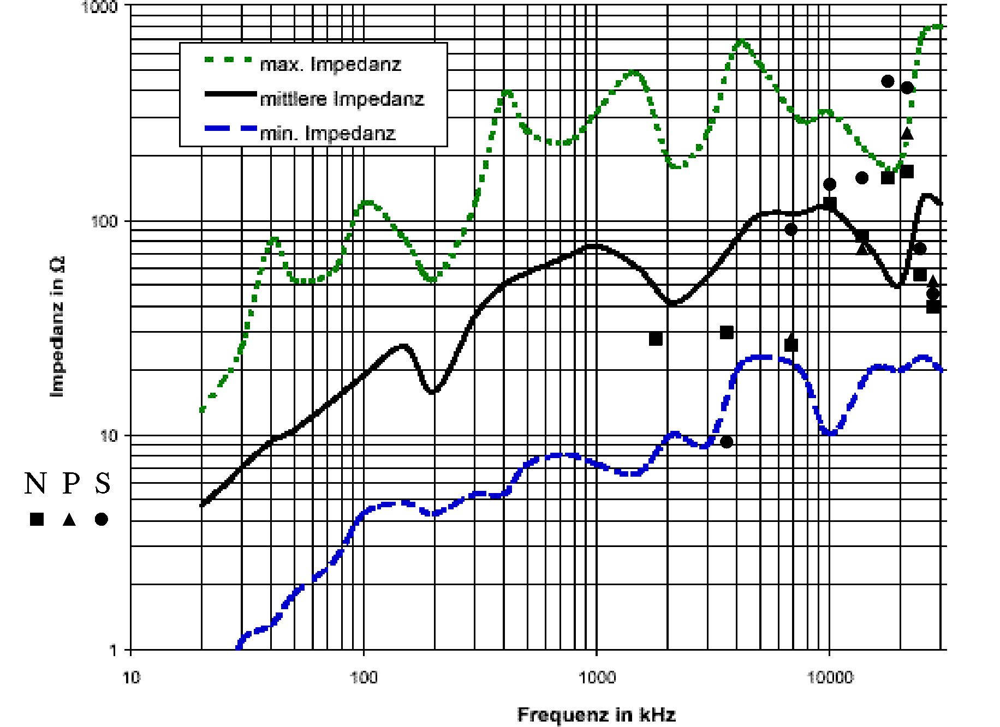 1000
max. Impedanz
mittlere Impedanz
min. Impedanz
100
Impedanz in Ω
10
N P S
1
10 100 1000 10000
Frequenz in kHz